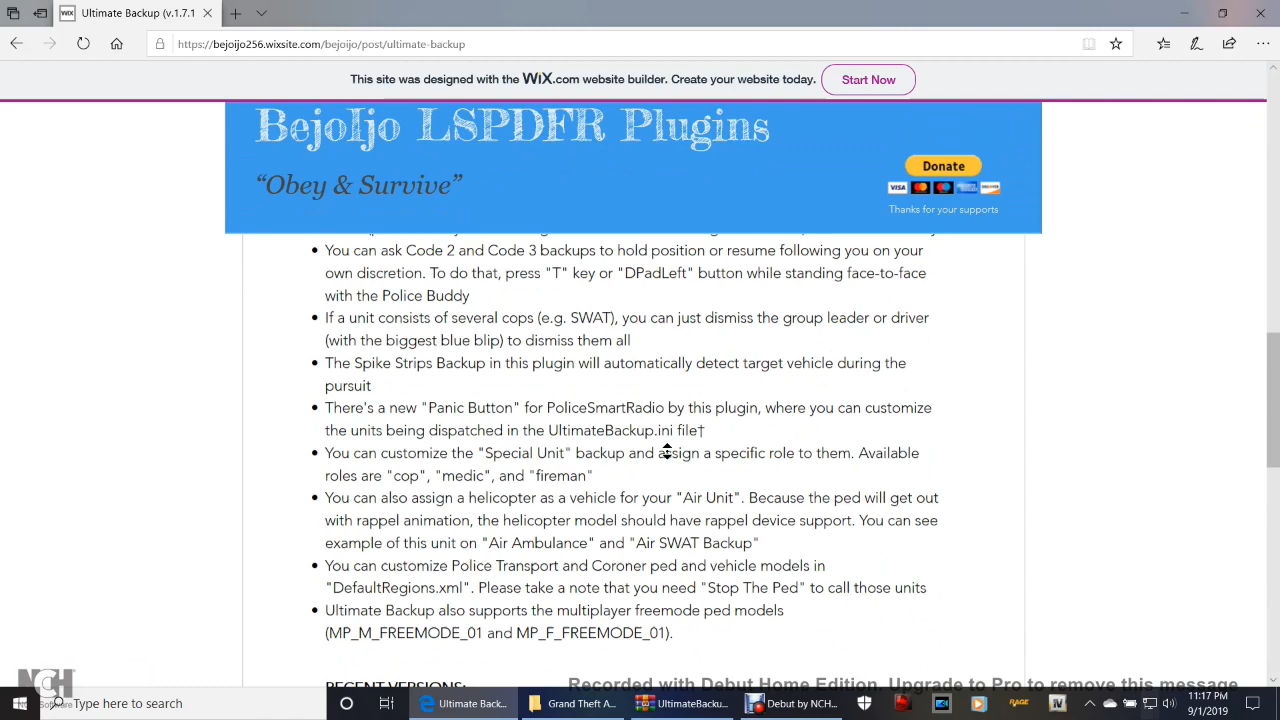 Ultimate Backup (v.1.7.1
https://bejoijo256.wixsite.com/bejoijo/post/ultimate-backup
This site was designed with the WiX.com website builder. Create your website today. Start Now
BejoIjo LSPDFR Plugins
“Obey & Survive”
Donate
VISA
Thanks for your supports
• You can ask Code 2 and Code 3 backups to hold position or resume following you on your
own discretion. To do that, press "T" key or "DPadLeft" button while standing face-to-face
with the Police Buddy
• If a unit consists of several cops (e.g. SWAT), you can just dismiss the group leader or driver
(with the biggest blue blip) to dismiss them all
• The Spike Strips Backup in this plugin will automatically detect target vehicle during the
pursuit
• There's a new "Panic Button" for PoliceSmartRadio by this plugin, where you can customize
the units being dispatched in the UltimateBackup.ini file†
• You can customize the "Special Unit" backup and assign a specific role to them. Available
roles are "cop", "medic", and "fireman"
• You can also assign a helicopter as a vehicle for your "Air Unit". Because the ped will get out
with rappel animation, the helicopter model should have rappel device support. You can see
example of this unit on "Air Ambulance" and "Air SWAT Backup"
• You can customize Police Transport and Coroner ped and vehicle models in
"DefaultRegions.xml". Please take a note that you need "Stop The Ped" to call those units
• Ultimate Backup also supports the multiplayer freemode ped models
(MP_M_FREEMODE_01 and MP_F_FREEMODE_01).
RECENT VERSIONS:
Recorded with Debut Home Edition. Upgrade to Pro to remove this message
NCH
Type here to search
Ultimate Back...
Grand Theft A...
UltimateBacku...
Debut by NCH...
RAGE
IV
11:17 PM
9/1/2019